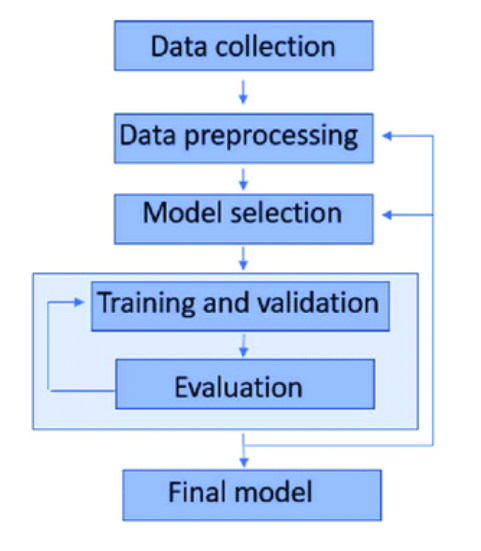 Data collection
Data preprocessing
Model selection
Training and validation
Evaluation
Final model